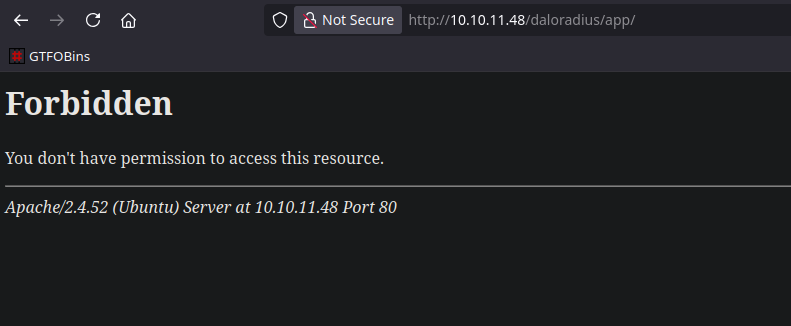 Not Secure http://10.10.11.48/daloradius/app/
GTFOBins
Forbidden
You don't have permission to access this resource.
Apache/2.4.52 (Ubuntu) Server at 10.10.11.48 Port 80